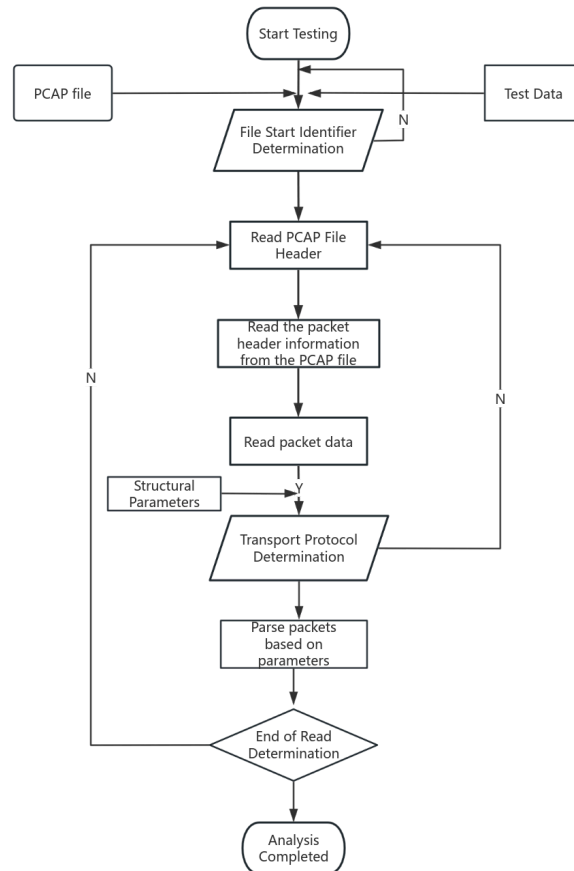 Start Testing
PCAP file
Test Data
N
File Start Identifier
Determination
Read PCAP File
Header
Read the packet
header information
from the PCAP file
N
N
Read packet data
Structural
Parameters
Y
Transport Protocol
Determination
Parse packets
based on
parameters
End of Read
Determination
Analysis
Completed